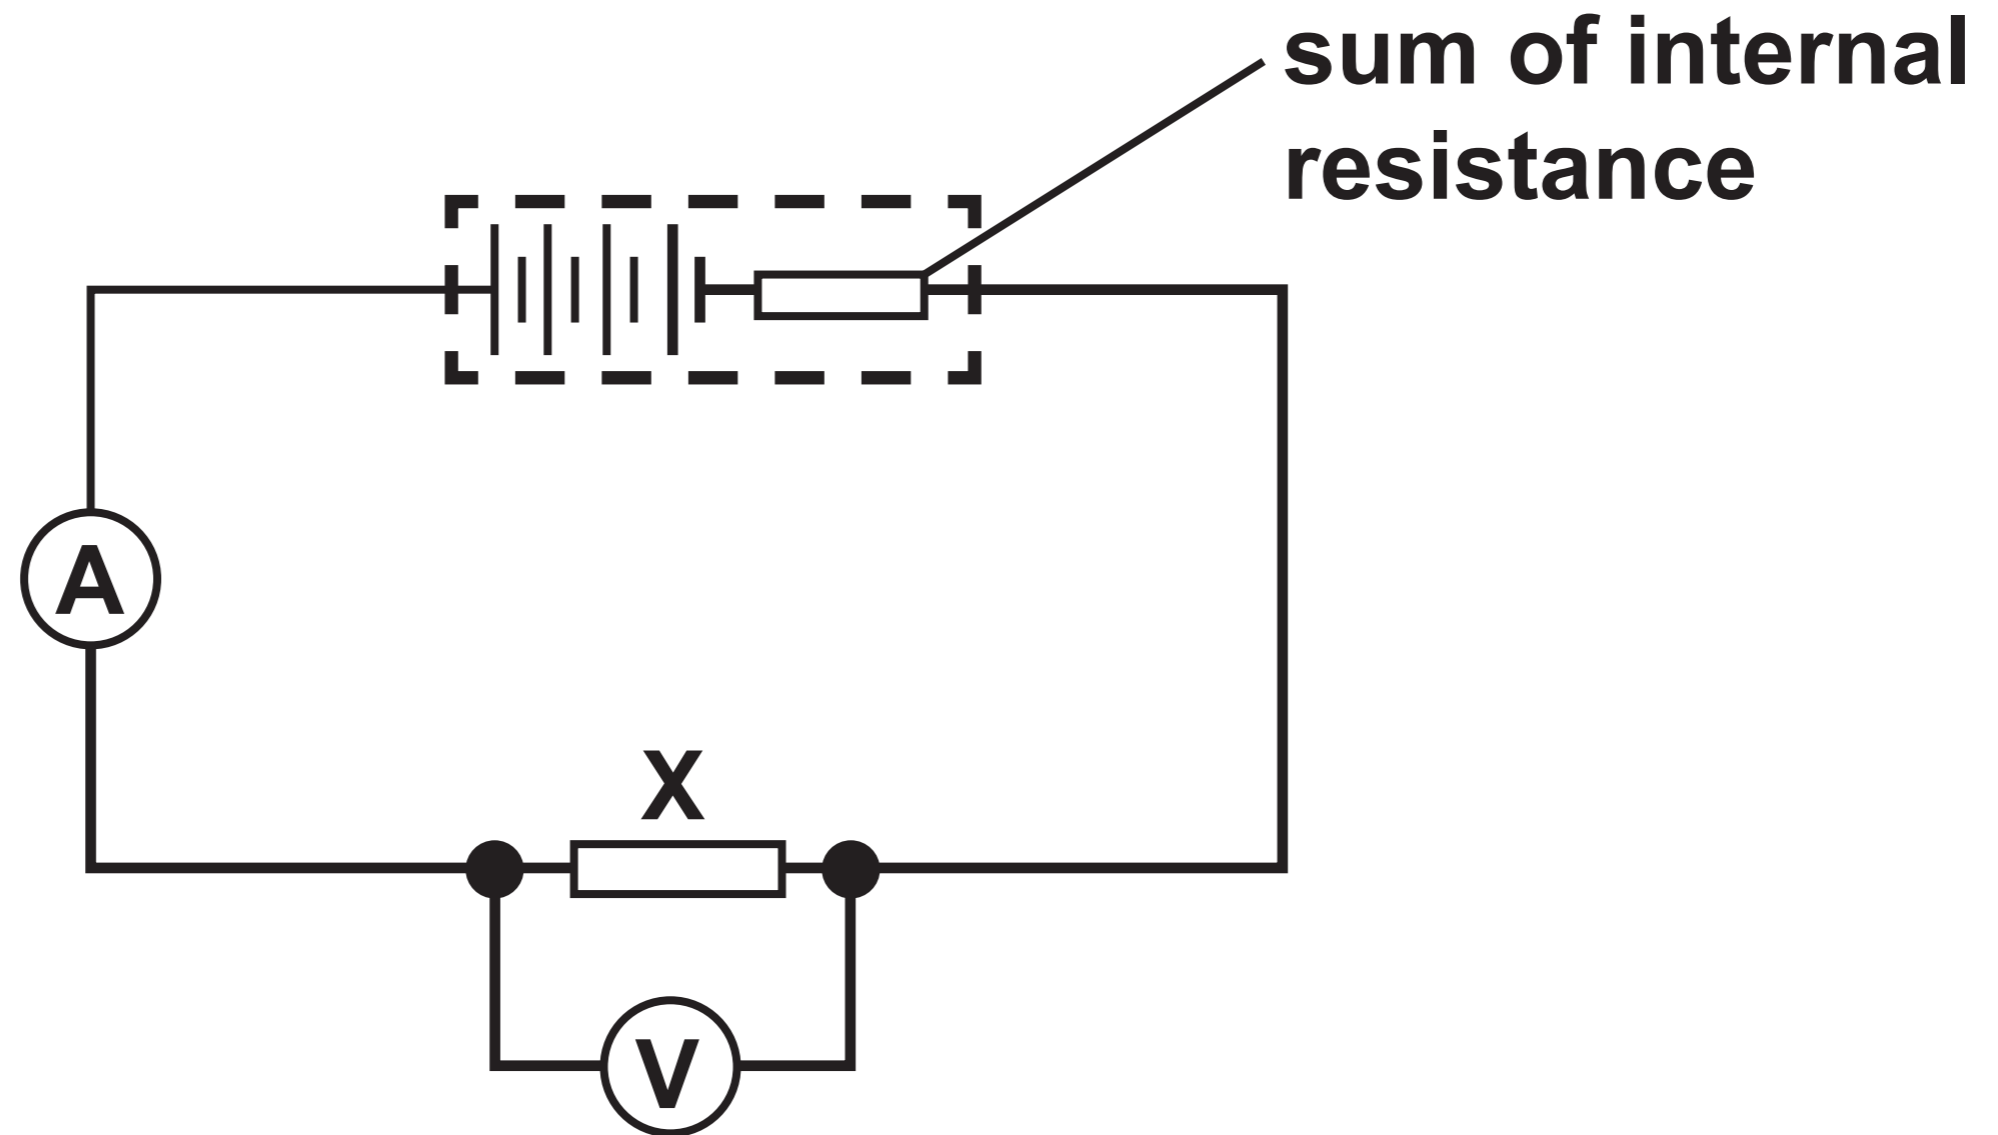 sum of internal
resistance
A
X
V